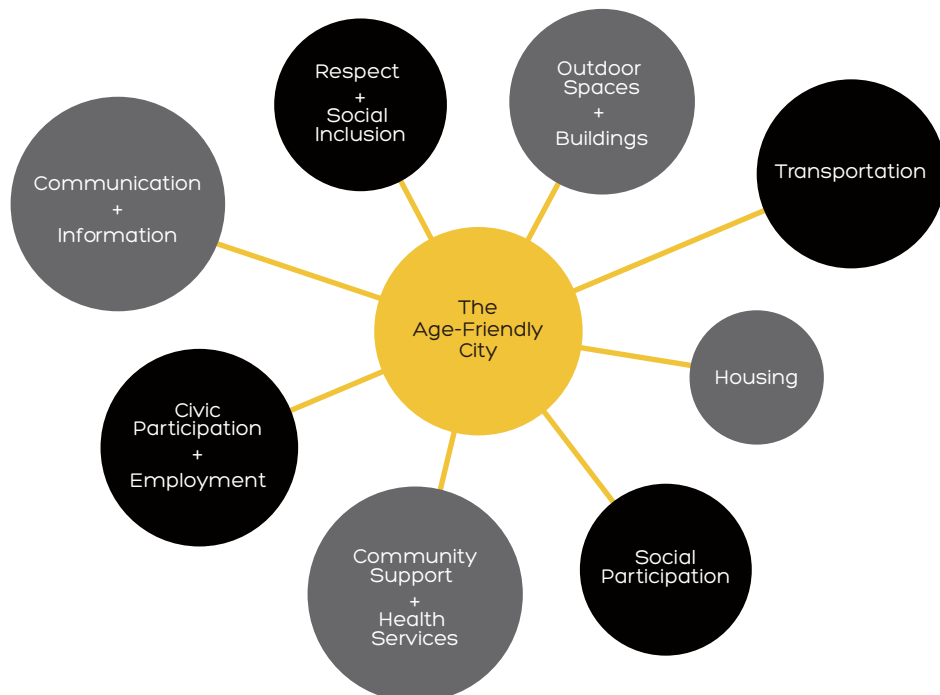 Respect
+
Social
Inclusion
Outdoor
Spaces
+
Buildings
Transportation
Communication
+
Information
The
Age-Friendly
City
Housing
Civic
Participation
+
Employment
Community
Support
+
Health
Services
Social
Participation